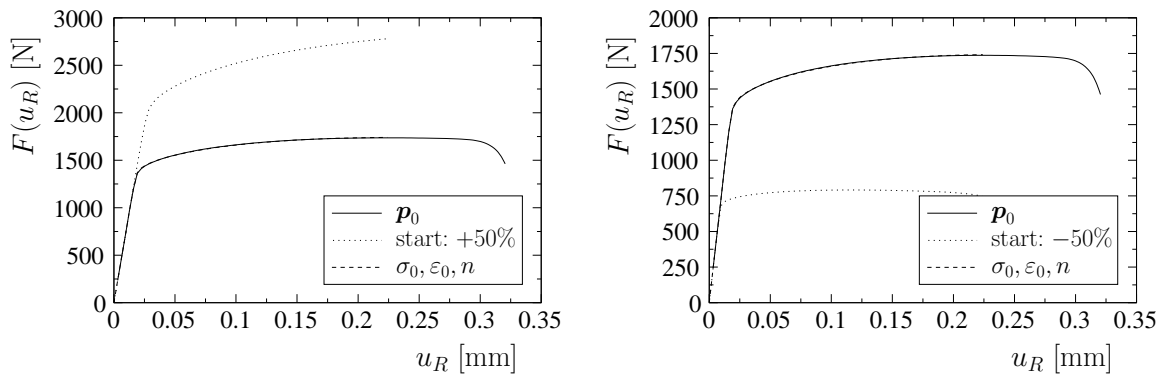 3000
2500
2000
1500
1000
500
0
F(u_R) [N]
0 0.05 0.1 0.15 0.2 0.25 0.3 0.35
u_R [mm]
p_0
start: +50%
σ_0, ε_0, n
2000
1750
1500
1250
1000
750
500
250
0
F(u_R) [N]
0 0.05 0.1 0.15 0.2 0.25 0.3 0.35
u_R [mm]
p_0
start: −50%
σ_0, ε_0, n